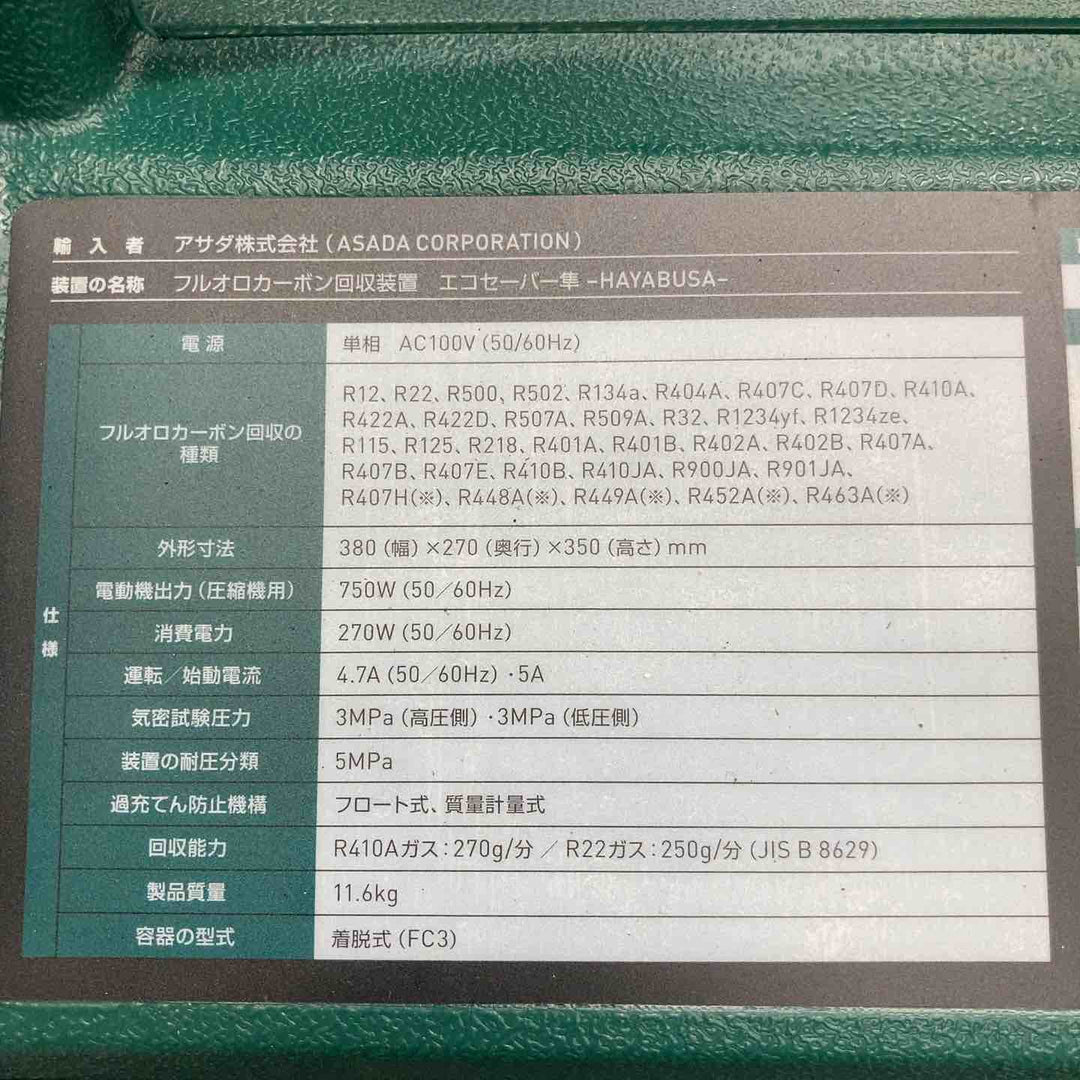 輸入者 アサダ株式会社(ASADA CORPORATION)
装置の名称 フルオロカーボン回収装置 エコセーバー隼 -HAYABUSA-
仕様
電源 単相 AC100V(50/60Hz)
フルオロカーボン回収の種類 R12、R22、R500、R502、R134a、R404A、R407C、R407D、R410A、
R422A、R422D、R507A、R509A、R32、R1234yf、R1234ze、
R115、R125、R218、R401A、R401B、R402A、R402B、R407A、
R407B、R407E、R410B、R410JA、R900JA、R901JA、
R407H(※)、R448A(※)、R449A(※)、R452A(※)、R463A(※)
外形寸法 380(幅)×270(奥行)×350(高さ)mm
電動機出力(圧縮機用) 750W(50/60Hz)
消費電力 270W(50/60Hz)
運転/始動電流 4.7A(50/60Hz)・5A
気密試験圧力 3MPa(高圧側)・3MPa(低圧側)
装置の耐圧分類 5MPa
過充てん防止機構 フロート式、質量計量式
回収能力 R410Aガス:270g/分 / R22ガス:250g/分(JIS B 8629)
製品質量 11.6kg
容器の型式 着脱式(FC3)